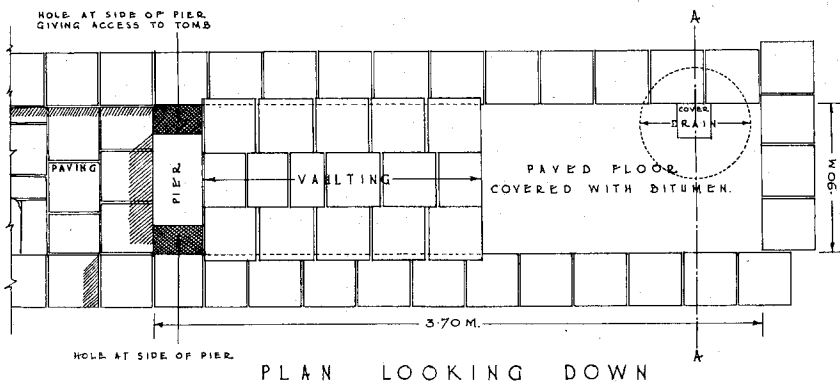 HOLE AT SIDE OF PIER
GIVING ACCESS TO TOMB
A
COVER
DRAIN
PAVING
PIER
VAULTING
PAVED FLOOR
COVERED WITH BITUMEN.
.90 M
3.70 M.
HOLE AT SIDE OF PIER
A
PLAN LOOKING DOWN